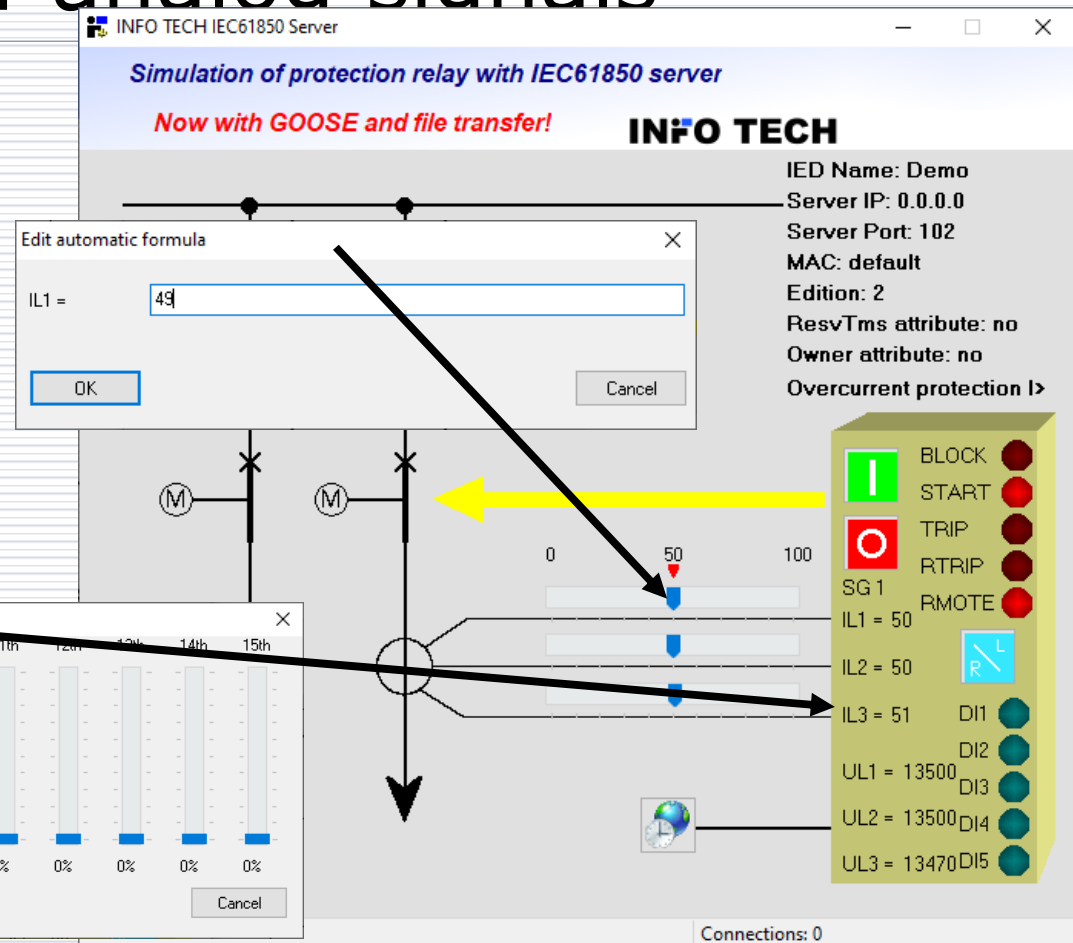 analog signals
INFO TECH IEC61850 Server
Simulation of protection relay with IEC61850 server
Now with GOOSE and file transfer!
INFO TECH
IED Name: Demo
Server IP: 0.0.0.0
Server Port: 102
MAC: default
Edition: 2
ResvTms attribute: no
Owner attribute: no
Overcurrent protection I>
Edit automatic formula
IL1 = 49
OK Cancel
M M
0 50 100
BLOCK
START
TRIP
RTRIP
RMOTE
SG1
IL1 = 50
IL2 = 50
L
R
IL3 = 51 DI1
DI2
UL1 = 13500
DI3
UL2 = 13500 DI4
UL3 = 13470 DI5
12th 13th 14th 15th
% 0% 0% 0% 0%
Cancel
Connections: 0